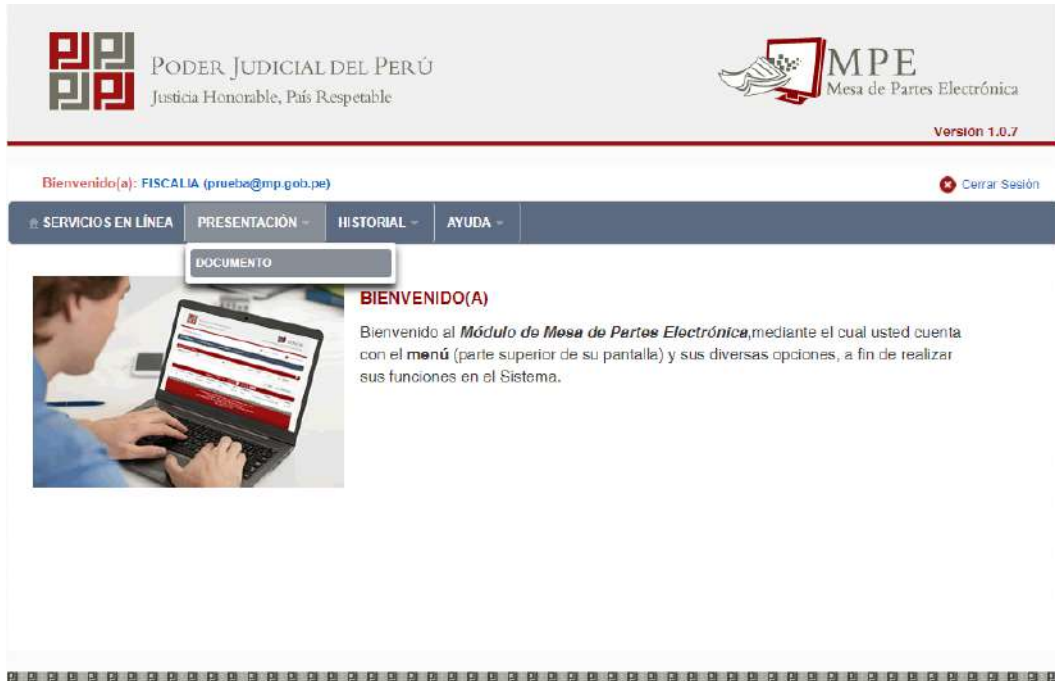 PODER JUDICIAL DEL PERÚ
Justicia Honorable, País Respetable
MPE
Mesa de Partes Electrónica
Versión 1.0.7
Bienvenido(a): FISCALIA (prueba@mp.gob.pe)
Cerrar Sesión
SERVICIOS EN LÍNEA PRESENTACIÓN HISTORIAL AYUDA
DOCUMENTO
BIENVENIDO(A)
Bienvenido al Módulo de Mesa de Partes Electrónica,mediante el cual usted cuenta
con el menú (parte superior de su pantalla) y sus diversas opciones, a fin de realizar
sus funciones en el Sistema.